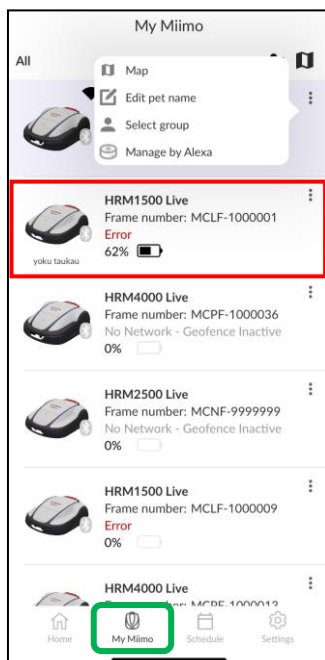 My Miimo
All
Map
Edit pet name
Select group
Manage by Alexa
HRM1500 Live
Frame number: MCLF-1000001
Error
62%
yoku taukau
HRM4000 Live
Frame number: MCPF-1000036
No Network - Geofence Inactive
0%
HRM2500 Live
Frame number: MCNF-9999999
No Network - Geofence Inactive
0%
HRM1500 Live
Frame number: MCLF-1000009
Error
0%
HRM4000 Live
MCPF-1000013
Home
My Miimo
Schedule
Settings